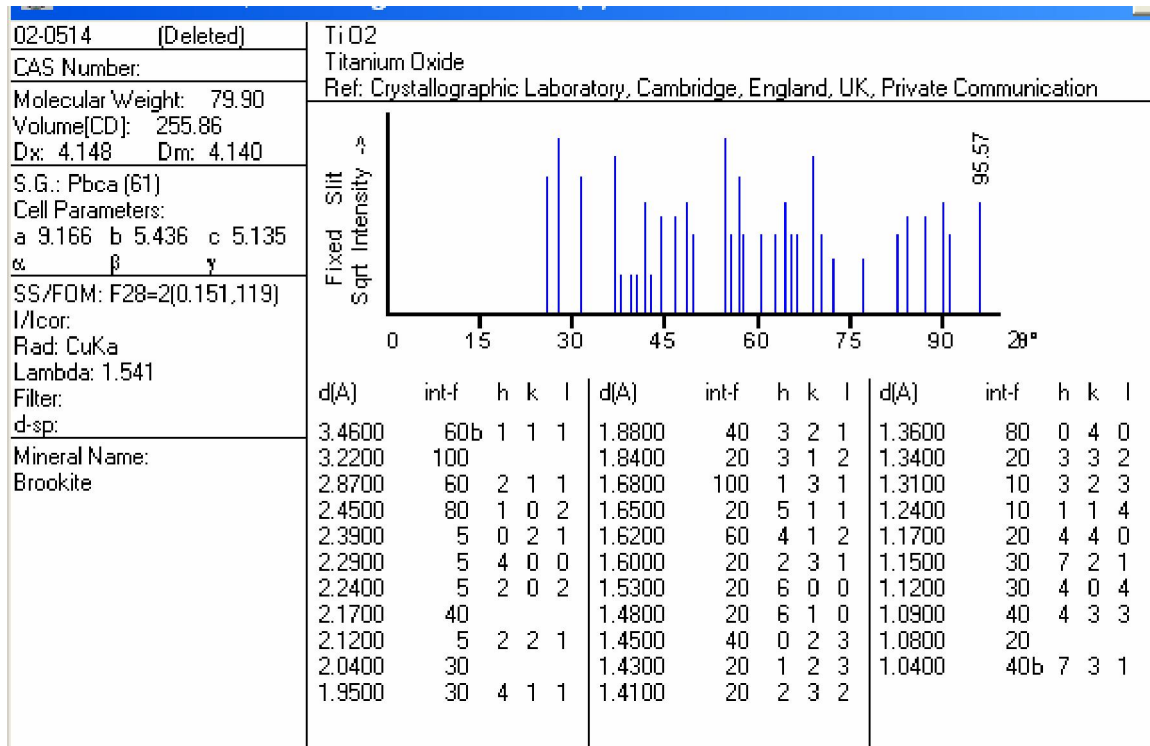 02-0514 (Deleted)
CAS Number:
Molecular Weight: 79.90
Volume[CD]: 255.86
Dx: 4.148 Dm: 4.140
S.G.: Pbca (61)
Cell Parameters:
a 9.166 b 5.436 c 5.135
α β γ
SS/FOM: F28=2(0.151,119)
I/Icor:
Rad: CuKa
Lambda: 1.541
Filter:
d-sp:
Mineral Name:
Brookite
Ti O2
Titanium Oxide
Ref: Crystallographic Laboratory, Cambridge, England, UK, Private Communication
Fixed Slit
Sqrt Intensity ->
95.57
0 15 30 45 60 75 90 2θ°
d(A) int-f h k l d(A) int-f h k l d(A) int-f h k l
3.4600 60b 1 1 1 1.8800 40 3 2 1 1.3600 80 0 4 0
3.2200 100 1.8400 20 3 1 2 1.3400 20 3 3 2
2.8700 60 2 1 1 1.6800 100 1 3 1 1.3100 10 3 2 3
2.4500 80 1 0 2 1.6500 20 5 1 1 1.2400 10 1 1 4
2.3900 5 0 2 1 1.6200 60 4 1 2 1.1700 20 4 4 0
2.2900 5 4 0 0 1.6000 20 2 3 1 1.1500 30 7 2 1
2.2400 5 2 0 2 1.5300 20 6 0 0 1.1200 30 4 0 4
2.1700 40 1.4800 20 6 1 0 1.0900 40 4 3 3
2.1200 5 2 2 1 1.4500 40 0 2 3 1.0800 20
2.0400 30 1.4300 20 1 2 3 1.0400 40b 7 3 1
1.9500 30 4 1 1 1.4100 20 2 3 2